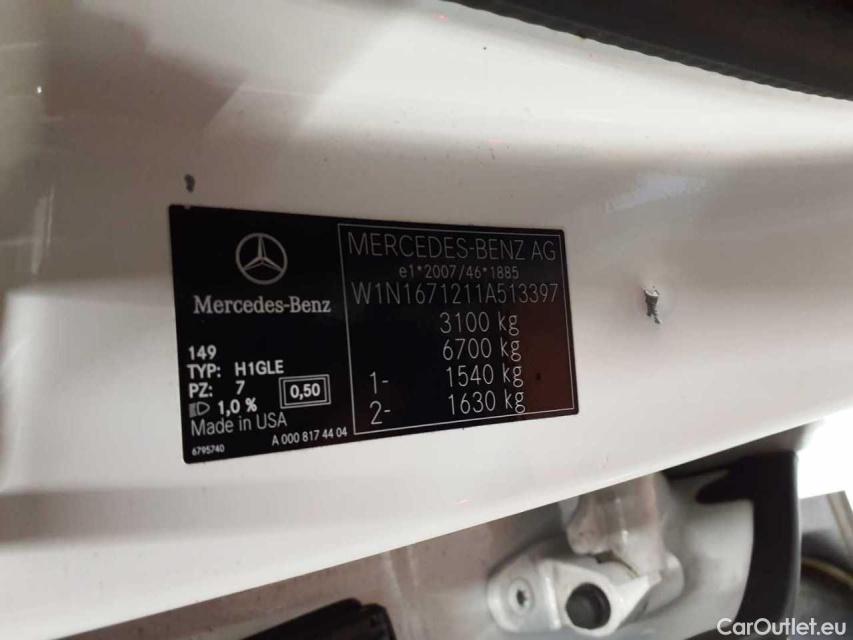 Mercedes-Benz
149
TYP: H1GLE
PZ: 7
0,50
1,0 %
Made in USA
6795740
A 000 817 44 04
MERCEDES-BENZ AG
e1*2007/46*1885
W1N1671211A513397
3100 kg
6700 kg
1- 1540 kg
2- 1630 kg
CarOutlet.eu